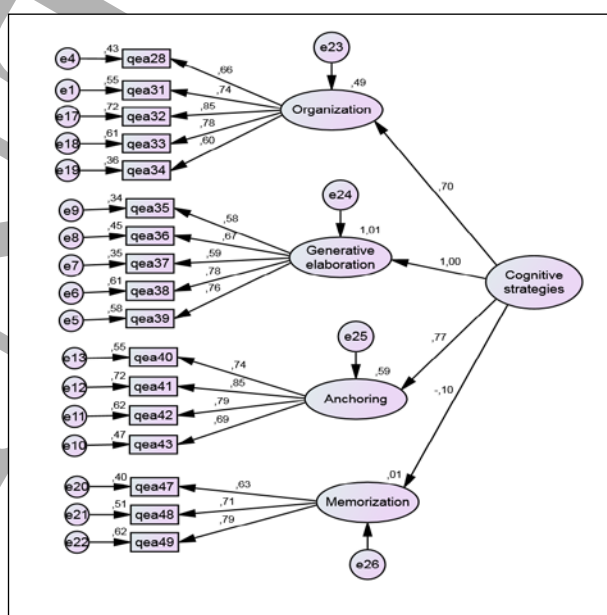 e23
e4 ,43 qea28
,66 ,49
e1 ,55 qea31 ,74
e17 ,72 qea32 ,85 Organization
e18 ,61 qea33 ,78
e19 ,36 qea34 ,60
,70
e24
e9 ,34 qea35 ,58
1,01
e8 ,45 qea36 ,67
e7 ,35 qea37 ,59 Generative
elaboration
1,00
e6 ,61 qea38 ,78
e5 ,58 qea39 ,76
Cognitive
strategies
e25
,77
e13 ,55 qea40 ,74
,59
e12 ,72 qea41 ,85
e11 ,62 qea42 ,79 Anchoring
e10 ,47 qea43 ,69
-,10
,01
e20 ,40 qea47 ,63
e21 ,51 qea48 ,71 Memorization
e22 ,62 qea49 ,79
e26